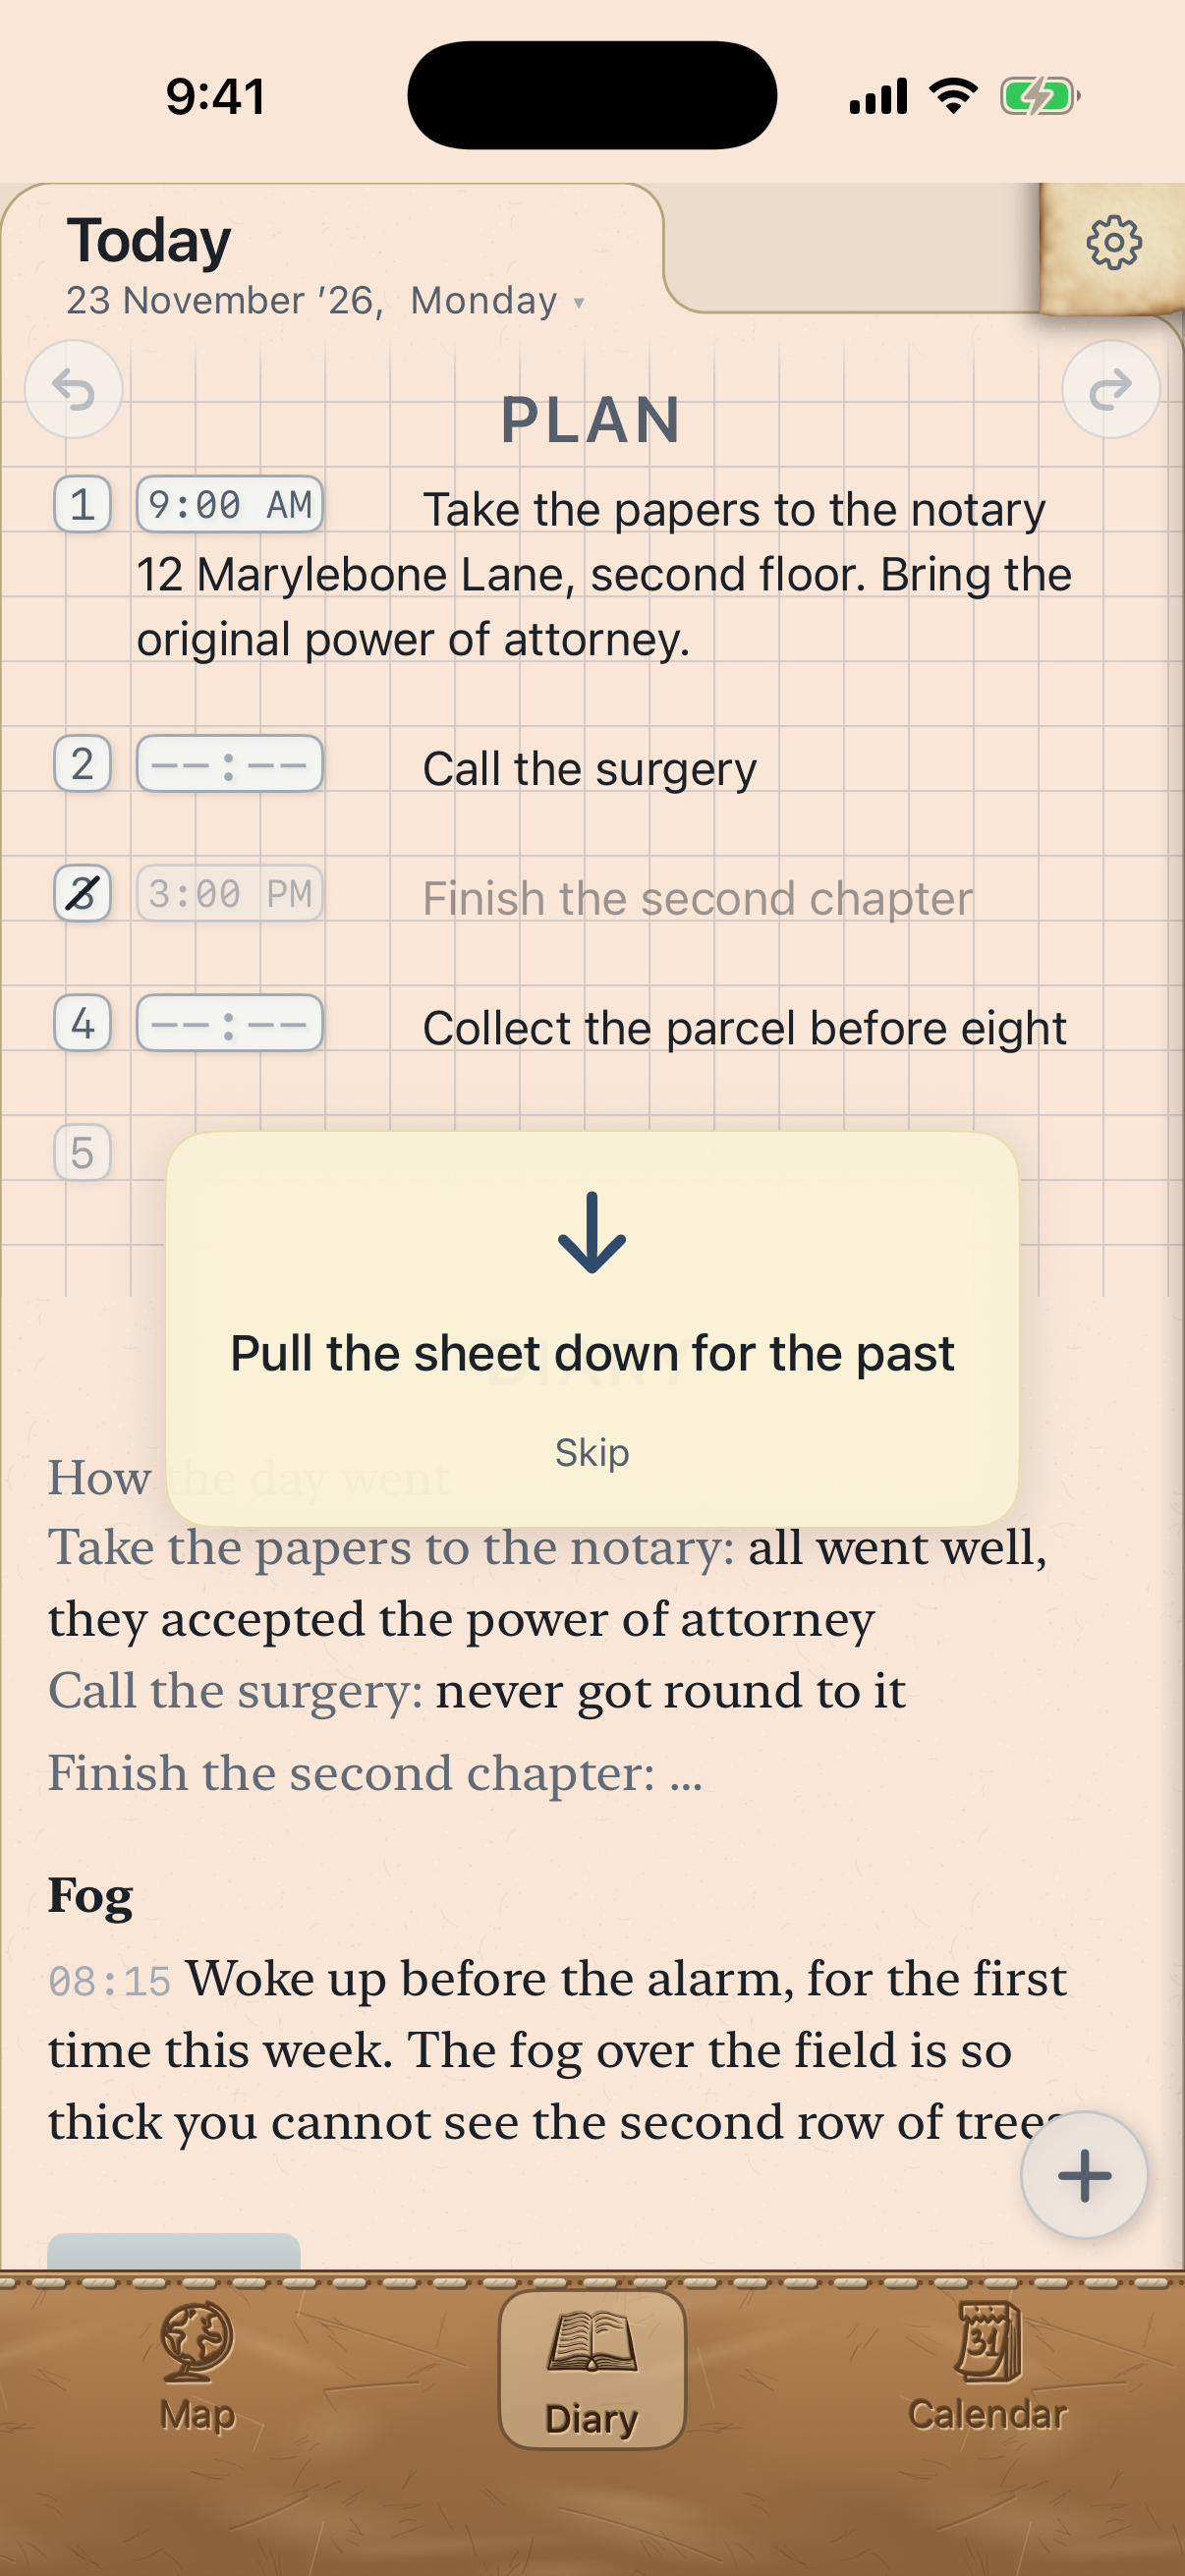 9:41
Today
23 November ’26, Monday ▾
PLAN
1 9:00 AM Take the papers to the notary
12 Marylebone Lane, second floor. Bring the
original power of attorney.
2 --:-- Call the surgery
3 3:00 PM Finish the second chapter
4 --:-- Collect the parcel before eight
5
Pull the sheet down for the past
DIARY
Skip
How the day went
Take the papers to the notary: all went well,
they accepted the power of attorney
Call the surgery: never got round to it
Finish the second chapter: ...
Fog
08:15 Woke up before the alarm, for the first
time this week. The fog over the field is so
thick you cannot see the second row of trees
31
Map
Diary
Calendar